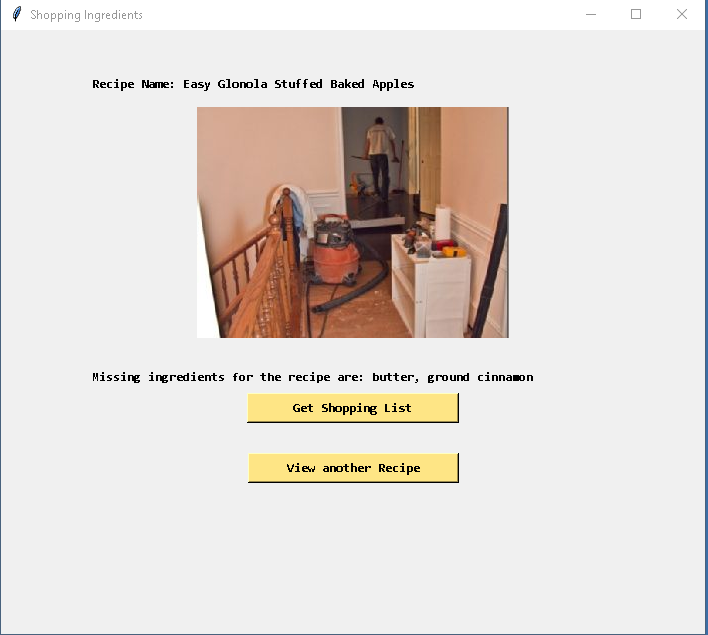 Shopping Ingredients
Recipe Name: Easy Glonola Stuffed Baked Apples
Missing ingredients for the recipe are: butter, ground cinnamon
Get Shopping List
View another Recipe